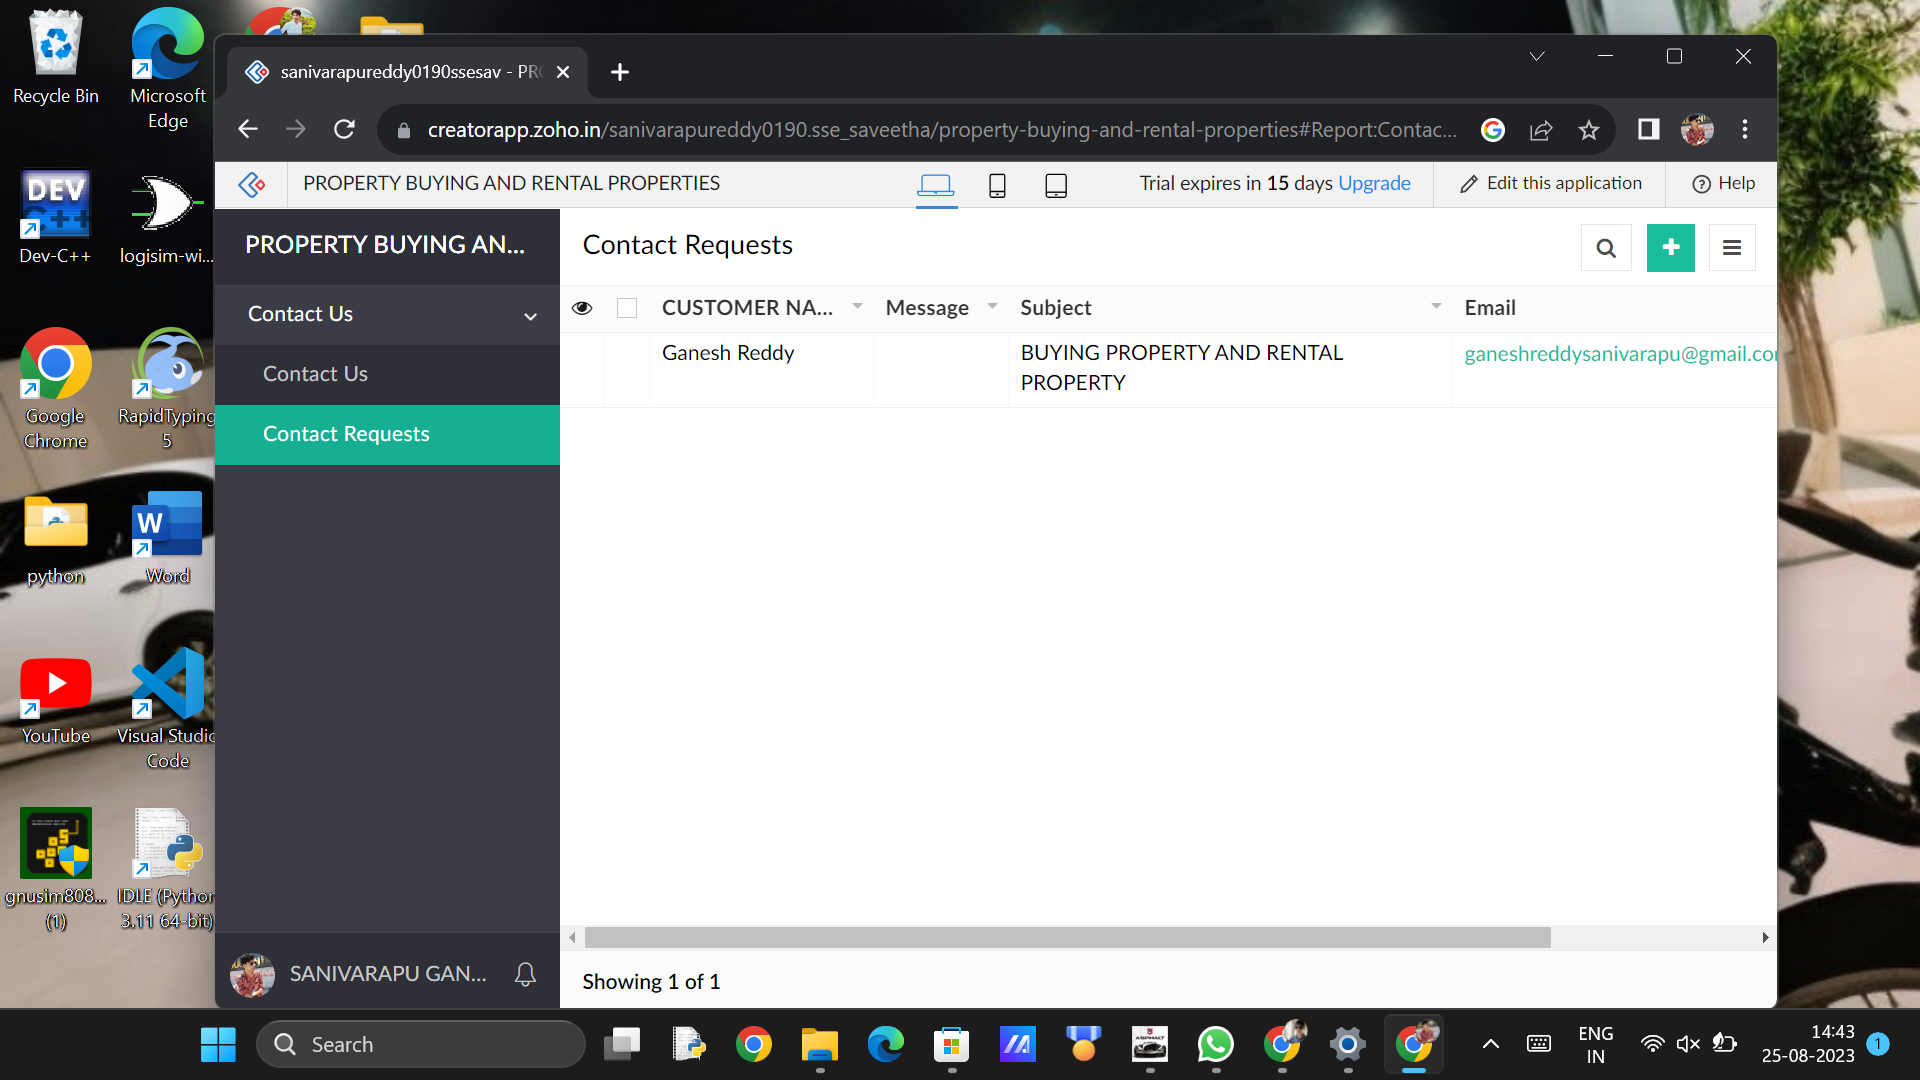 Recycle Bin
Microsoft
Edge
DEV
C++
Dev-C++
logisim-wi...
Google
Chrome
RapidTyping
5
python
W
Word
YouTube
Visual Studio
Code
gnusim808...
(1)
IDLE (Python
3.11 64-bit)
sanivarapureddy0190ssesav - PRO
creatorapp.zoho.in/sanivarapureddy0190.sse_saveetha/property-buying-and-rental-properties#Report:Contac...
PROPERTY BUYING AND RENTAL PROPERTIES
Trial expires in 15 days Upgrade
Edit this application
Help
PROPERTY BUYING AN...
Contact Us
Contact Us
Contact Requests
SANIVARAPU GAN...
Contact Requests
CUSTOMER NA... Message Subject Email
Ganesh Reddy BUYING PROPERTY AND RENTAL ganeshreddysanivarapu@gmail.com
PROPERTY
Showing 1 of 1
Search
ASPHALT
ENG
IN
14:43
25-08-2023
1